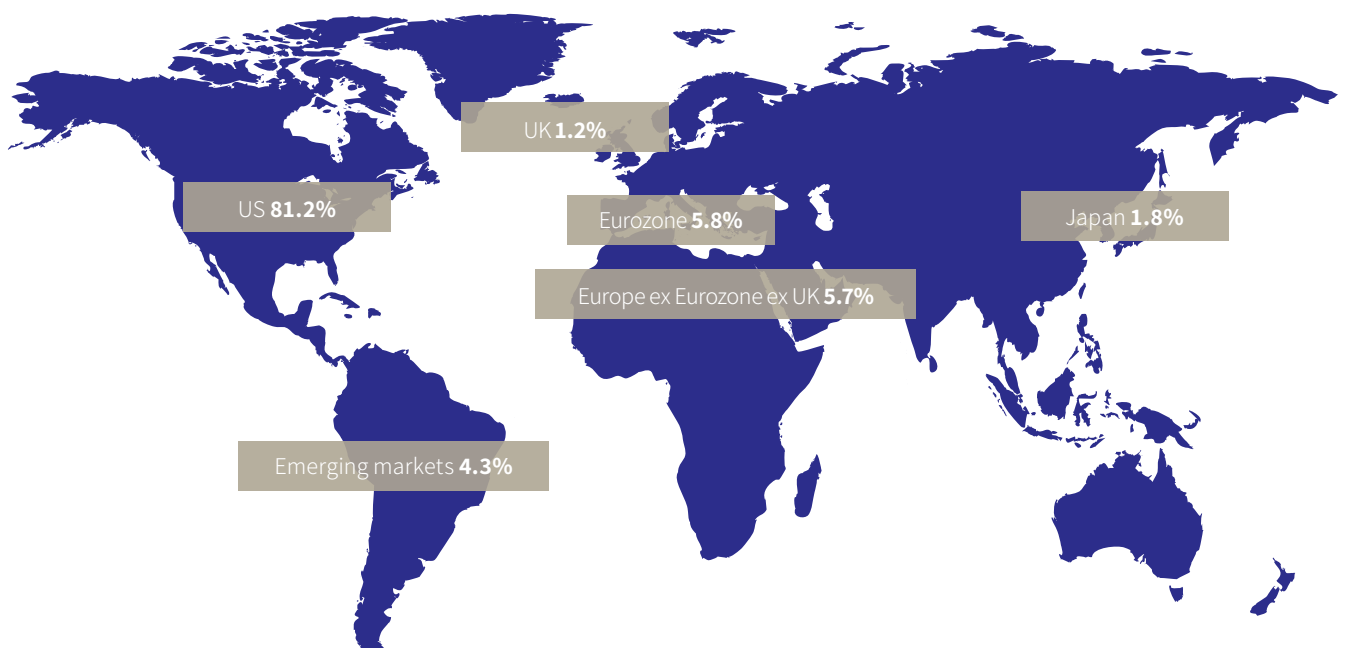 UK 1.2%
US 81.2%
Eurozone 5.8%
Japan 1.8%
Europe ex Eurozone ex UK 5.7%
Emerging markets 4.3%